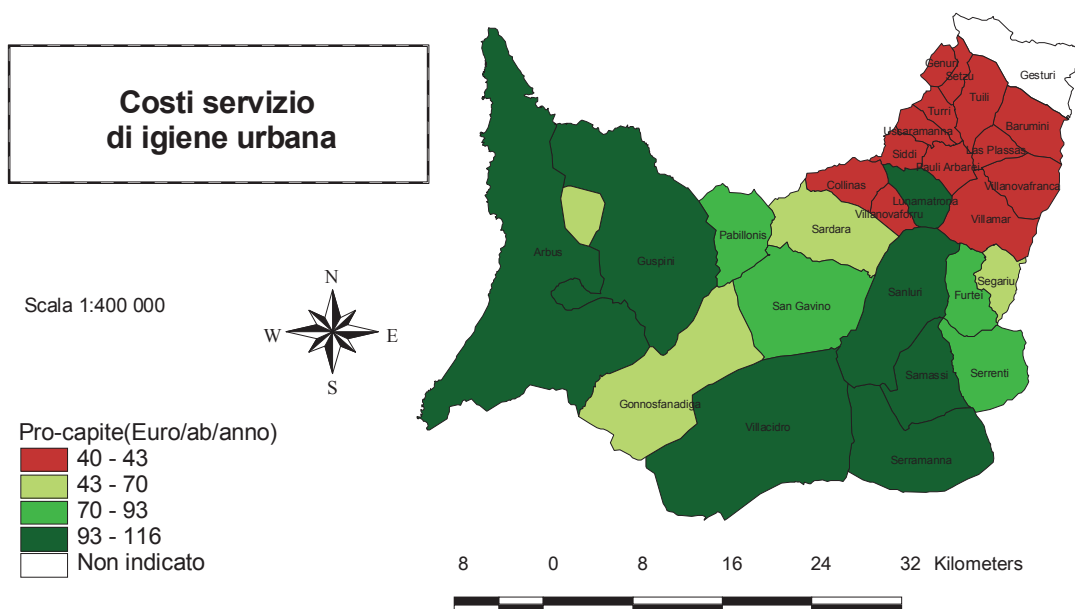 Costi servizio
di igiene urbana
Scala 1:400 000
N
W
E
S
Pro-capite(Euro/ab/anno)
40 - 43
43 - 70
70 - 93
93 - 116
Non indicato
Genuri
Setzu
Gesturi
Tuili
Turri
Barumini
Ussaramanna
Siddi
Las Plassas
Pauli Arbarei
Collinas
Villanovafranca
Lunamatrona
Villanovaforru
Villamar
Sardara
Pabillonis
Arbus
Guspini
Segariu
Sanluri
Furtei
San Gavino
Serrenti
Samassi
Gonnosfanadiga
Villacidro
Serramanna
8 0 8 16 24 32 Kilometers